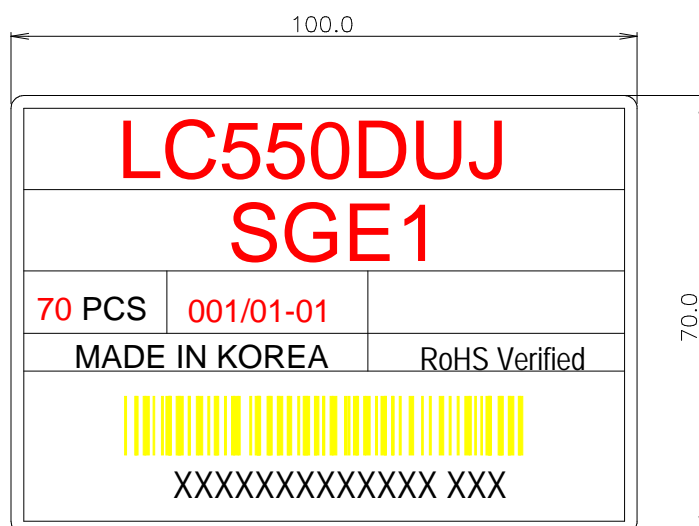 100.0
LC550DUJ
SGE1
70 PCS 001/01-01
70.0
MADE IN KOREA RoHS Verified
XXXXXXXXXXXXX XXX